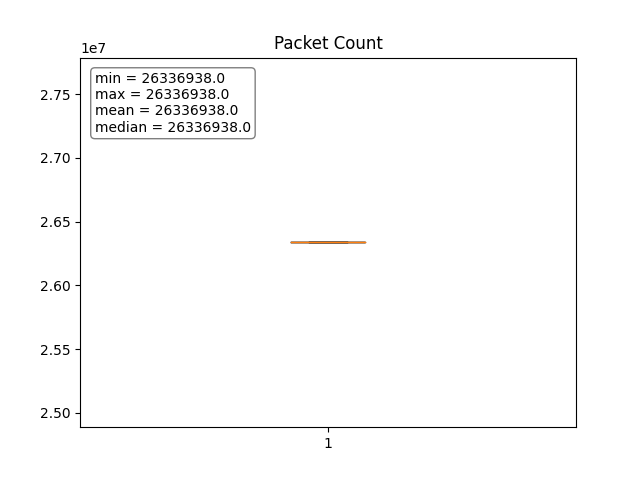 Packet Count
1e7
min = 26336938.0
max = 26336938.0
mean = 26336938.0
median = 26336938.0
2.75
2.70
2.65
2.60
2.55
2.50
1